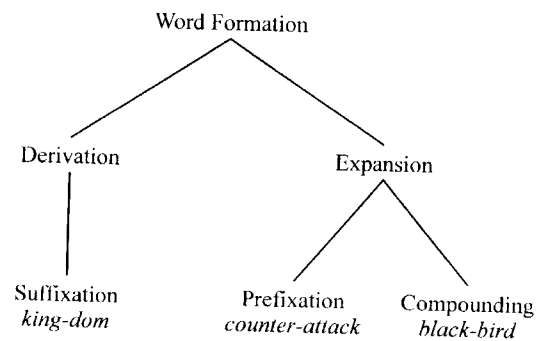 Word Formation
Derivation
Expansion
Suffixation
king-dom
Prefixation
counter-attack
Compounding
black-bird